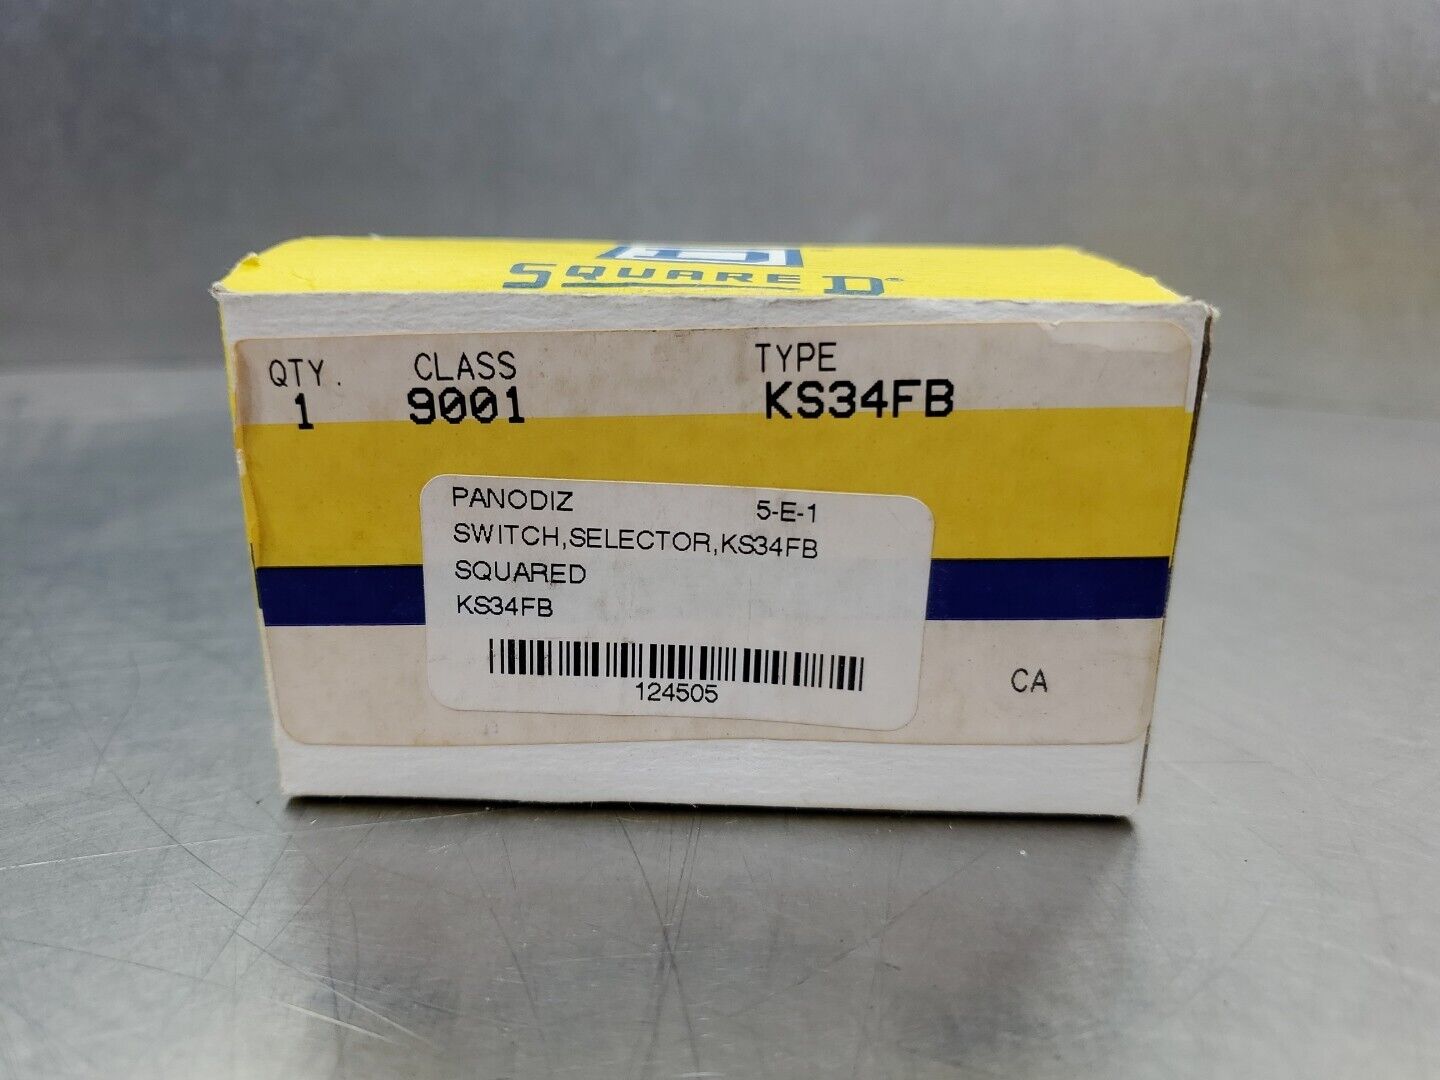 SQUARE D®
QTY. CLASS TYPE
1 9001 KS34FB
PANODIZ 5-E-1
SWITCH,SELECTOR,KS34FB
SQUARED
KS34FB
124505
CA